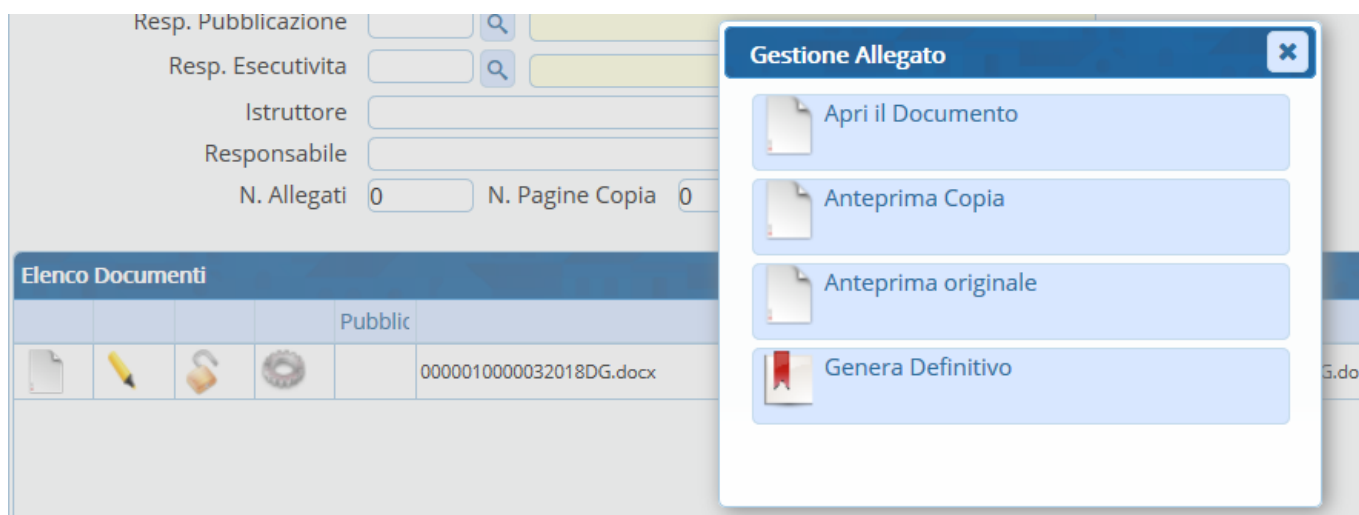 Resp. Pubblicazione
Resp. Esecutivita
Istruttore
Responsabile
N. Allegati 0 N. Pagine Copia 0
Elenco Documenti
Pubblic
0000010000032018DG.docx
G.do
Gestione Allegato
Apri il Documento
Anteprima Copia
Anteprima originale
Genera Definitivo